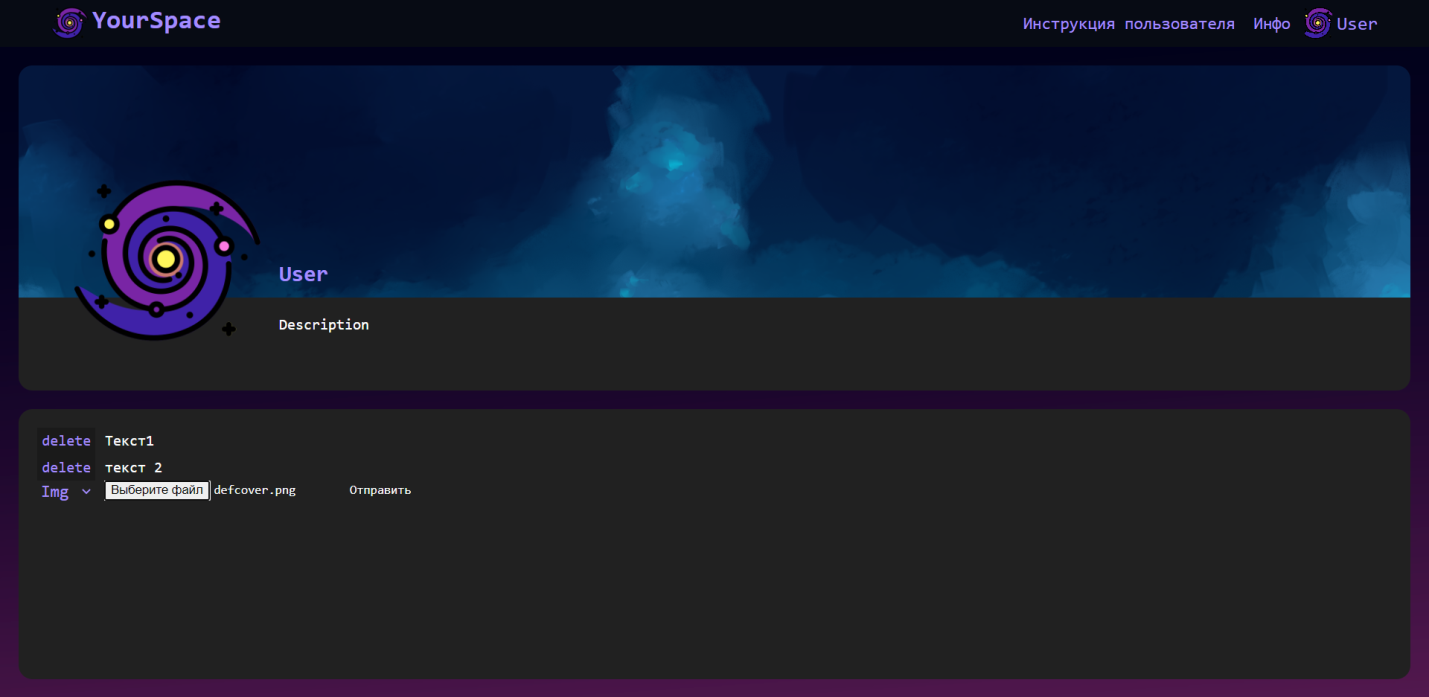 YourSpace Инструкция пользователя Инфо User
User
Description
delete Текст1
delete текст 2
Img Выберите файл defcover.png Отправить